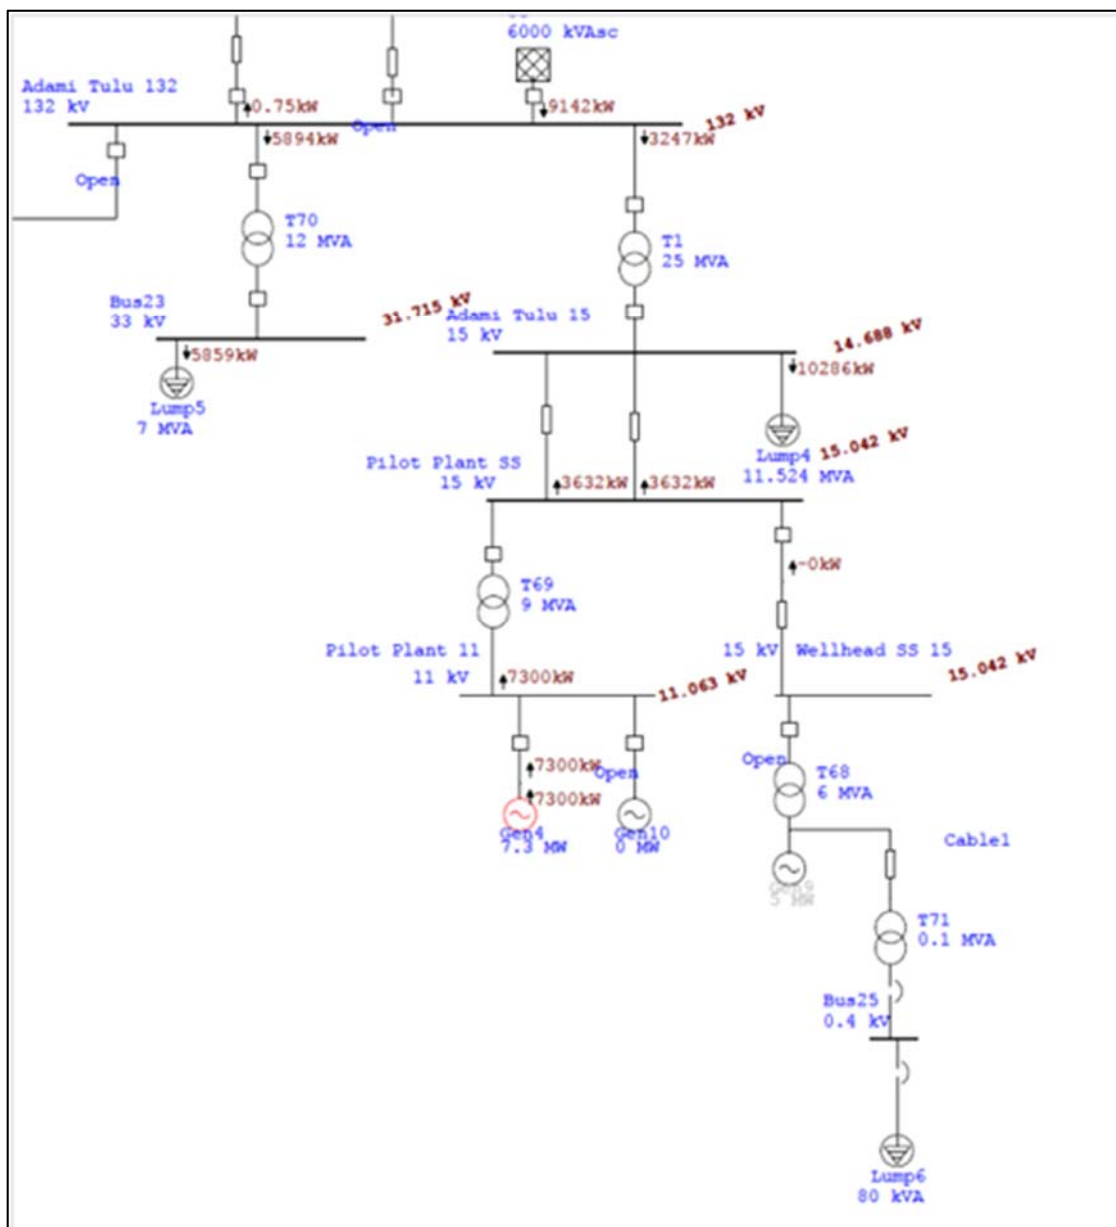 6000 kVAsc
Adami Tulu 132
132 kV
0.75kW
Open
9142kW
132 kV
5894kW
3247kW
Open
T70
12 MVA
T1
25 MVA
Bus23
33 kV
31.715 kV
Adami Tulu 15
15 kV
14.688 kV
5859kW
10286kW
Lump5
7 MVA
Lump4
11.524 MVA
15.042 kV
Pilot Plant SS
15 kV
3632kW
3632kW
-0kW
T69
9 MVA
Pilot Plant 11
11 kV
15 kV Wellhead SS 15
15.042 kV
7300kW
11.063 kV
7300kW
Open
7300kW
Open
T68
6 MVA
Gen4
7.3 MW
Gen10
0 MW
Cable1
Gen9
5 MW
T71
0.1 MVA
Bus25
0.4 kV
Lump6
80 kVA